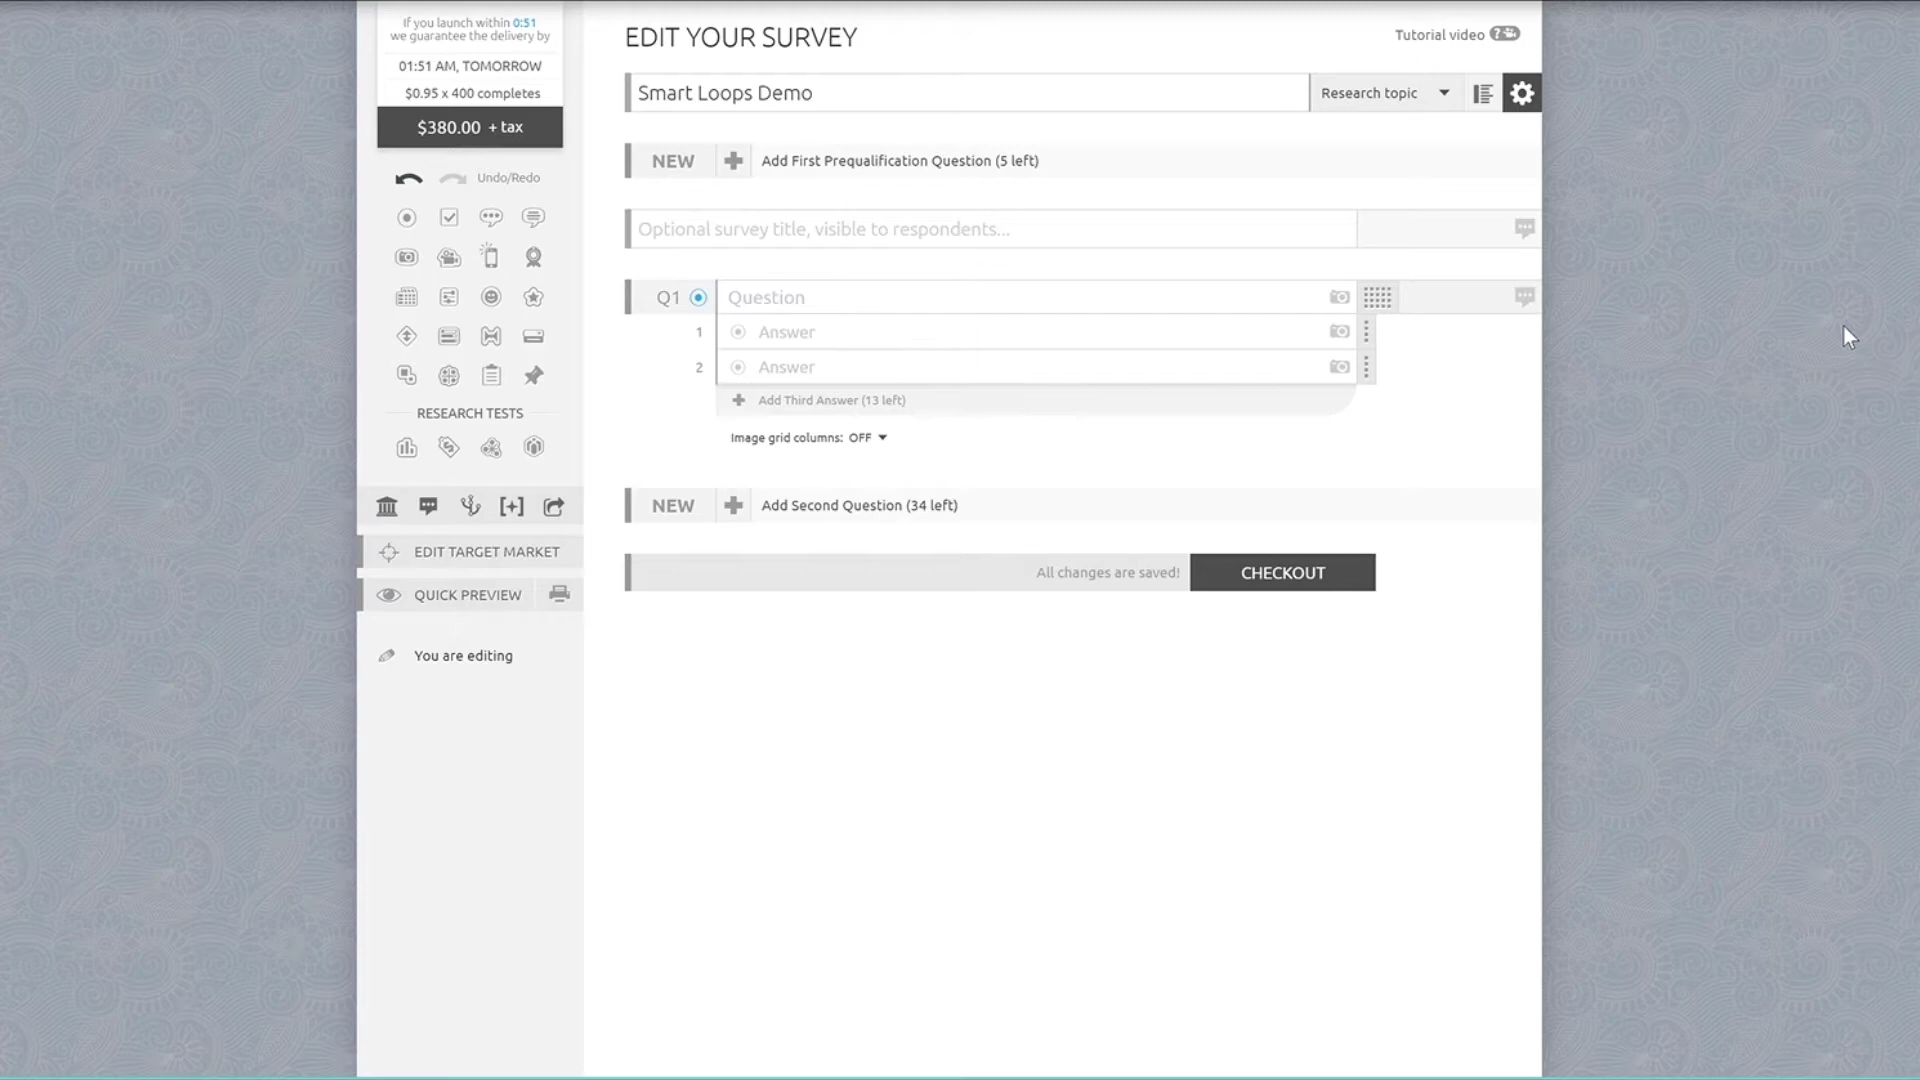 If you launch within 0:51
we guarantee the delivery by
01:51 AM, TOMORROW
$0.95 x 400 completes
$380.00 + tax
Undo/Redo
RESEARCH TESTS
EDIT TARGET MARKET
QUICK PREVIEW
You are editing
EDIT YOUR SURVEY
Tutorial video ?
Smart Loops Demo
Research topic
NEW Add First Prequalification Question (5 left)
Optional survey title, visible to respondents...
Q1 Question
1 Answer
2 Answer
Add Third Answer (13 left)
Image grid columns: OFF
NEW Add Second Question (34 left)
All changes are saved! CHECKOUT